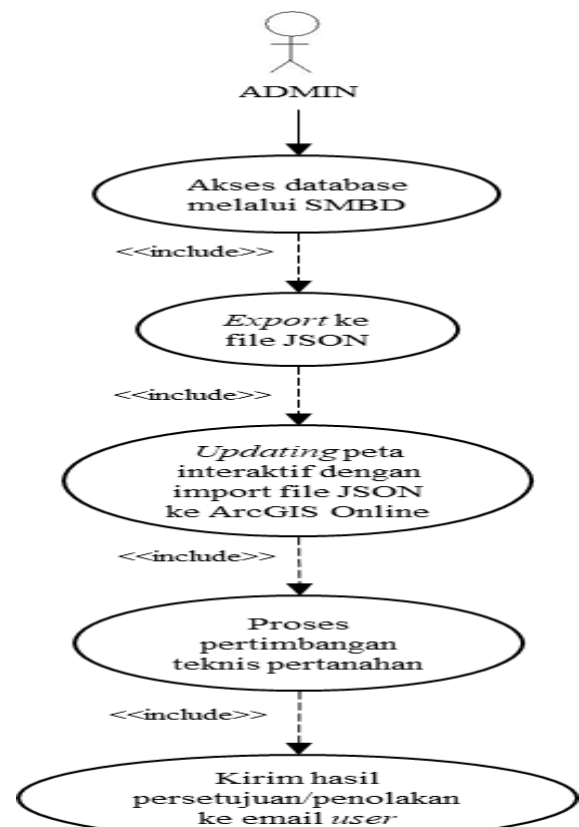 ADMIN
Akses database
melalui SMBD
<<include>>
Export ke
file JSON
<<include>>
Updating peta
interaktif dengan
import file JSON
ke ArcGIS Online
<<include>>
Proses
pertimbangan
teknis pertanahan
<<include>>
Kirim hasil
persetujuan/penolakan
ke email user